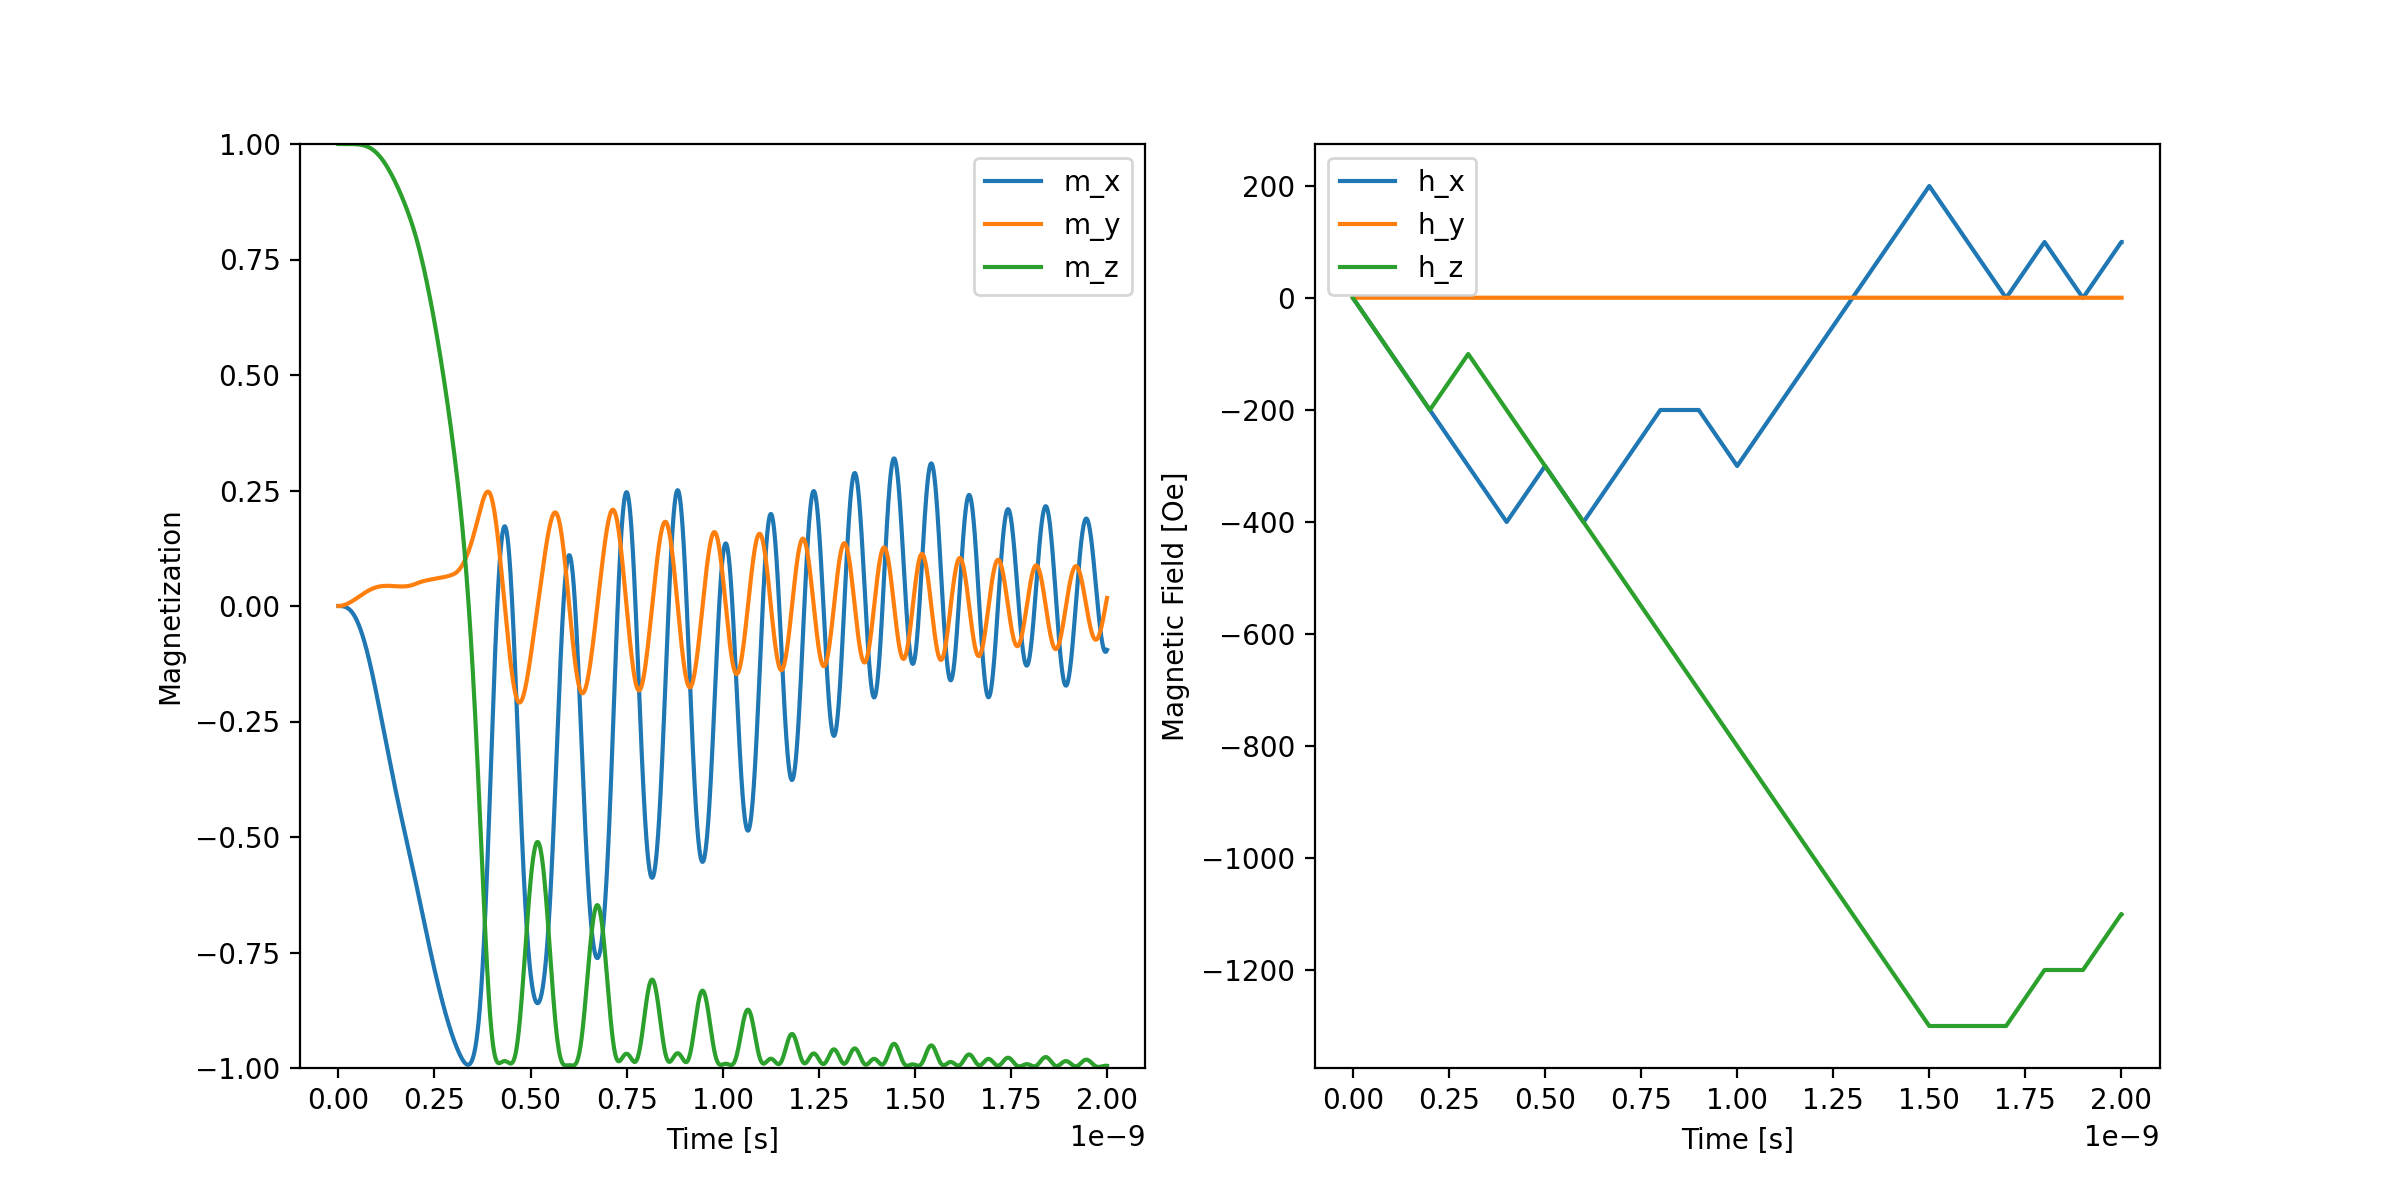 m_x
m_y
m_z
1.00
0.75
0.50
0.25
0.00
−0.25
−0.50
−0.75
−1.00
Magnetization
0.00 0.25 0.50 0.75 1.00 1.25 1.50 1.75 2.00
Time [s]
1e−9
h_x
h_y
h_z
200
0
−200
−400
−600
−800
−1000
−1200
Magnetic Field [Oe]
0.00 0.25 0.50 0.75 1.00 1.25 1.50 1.75 2.00
Time [s]
1e−9